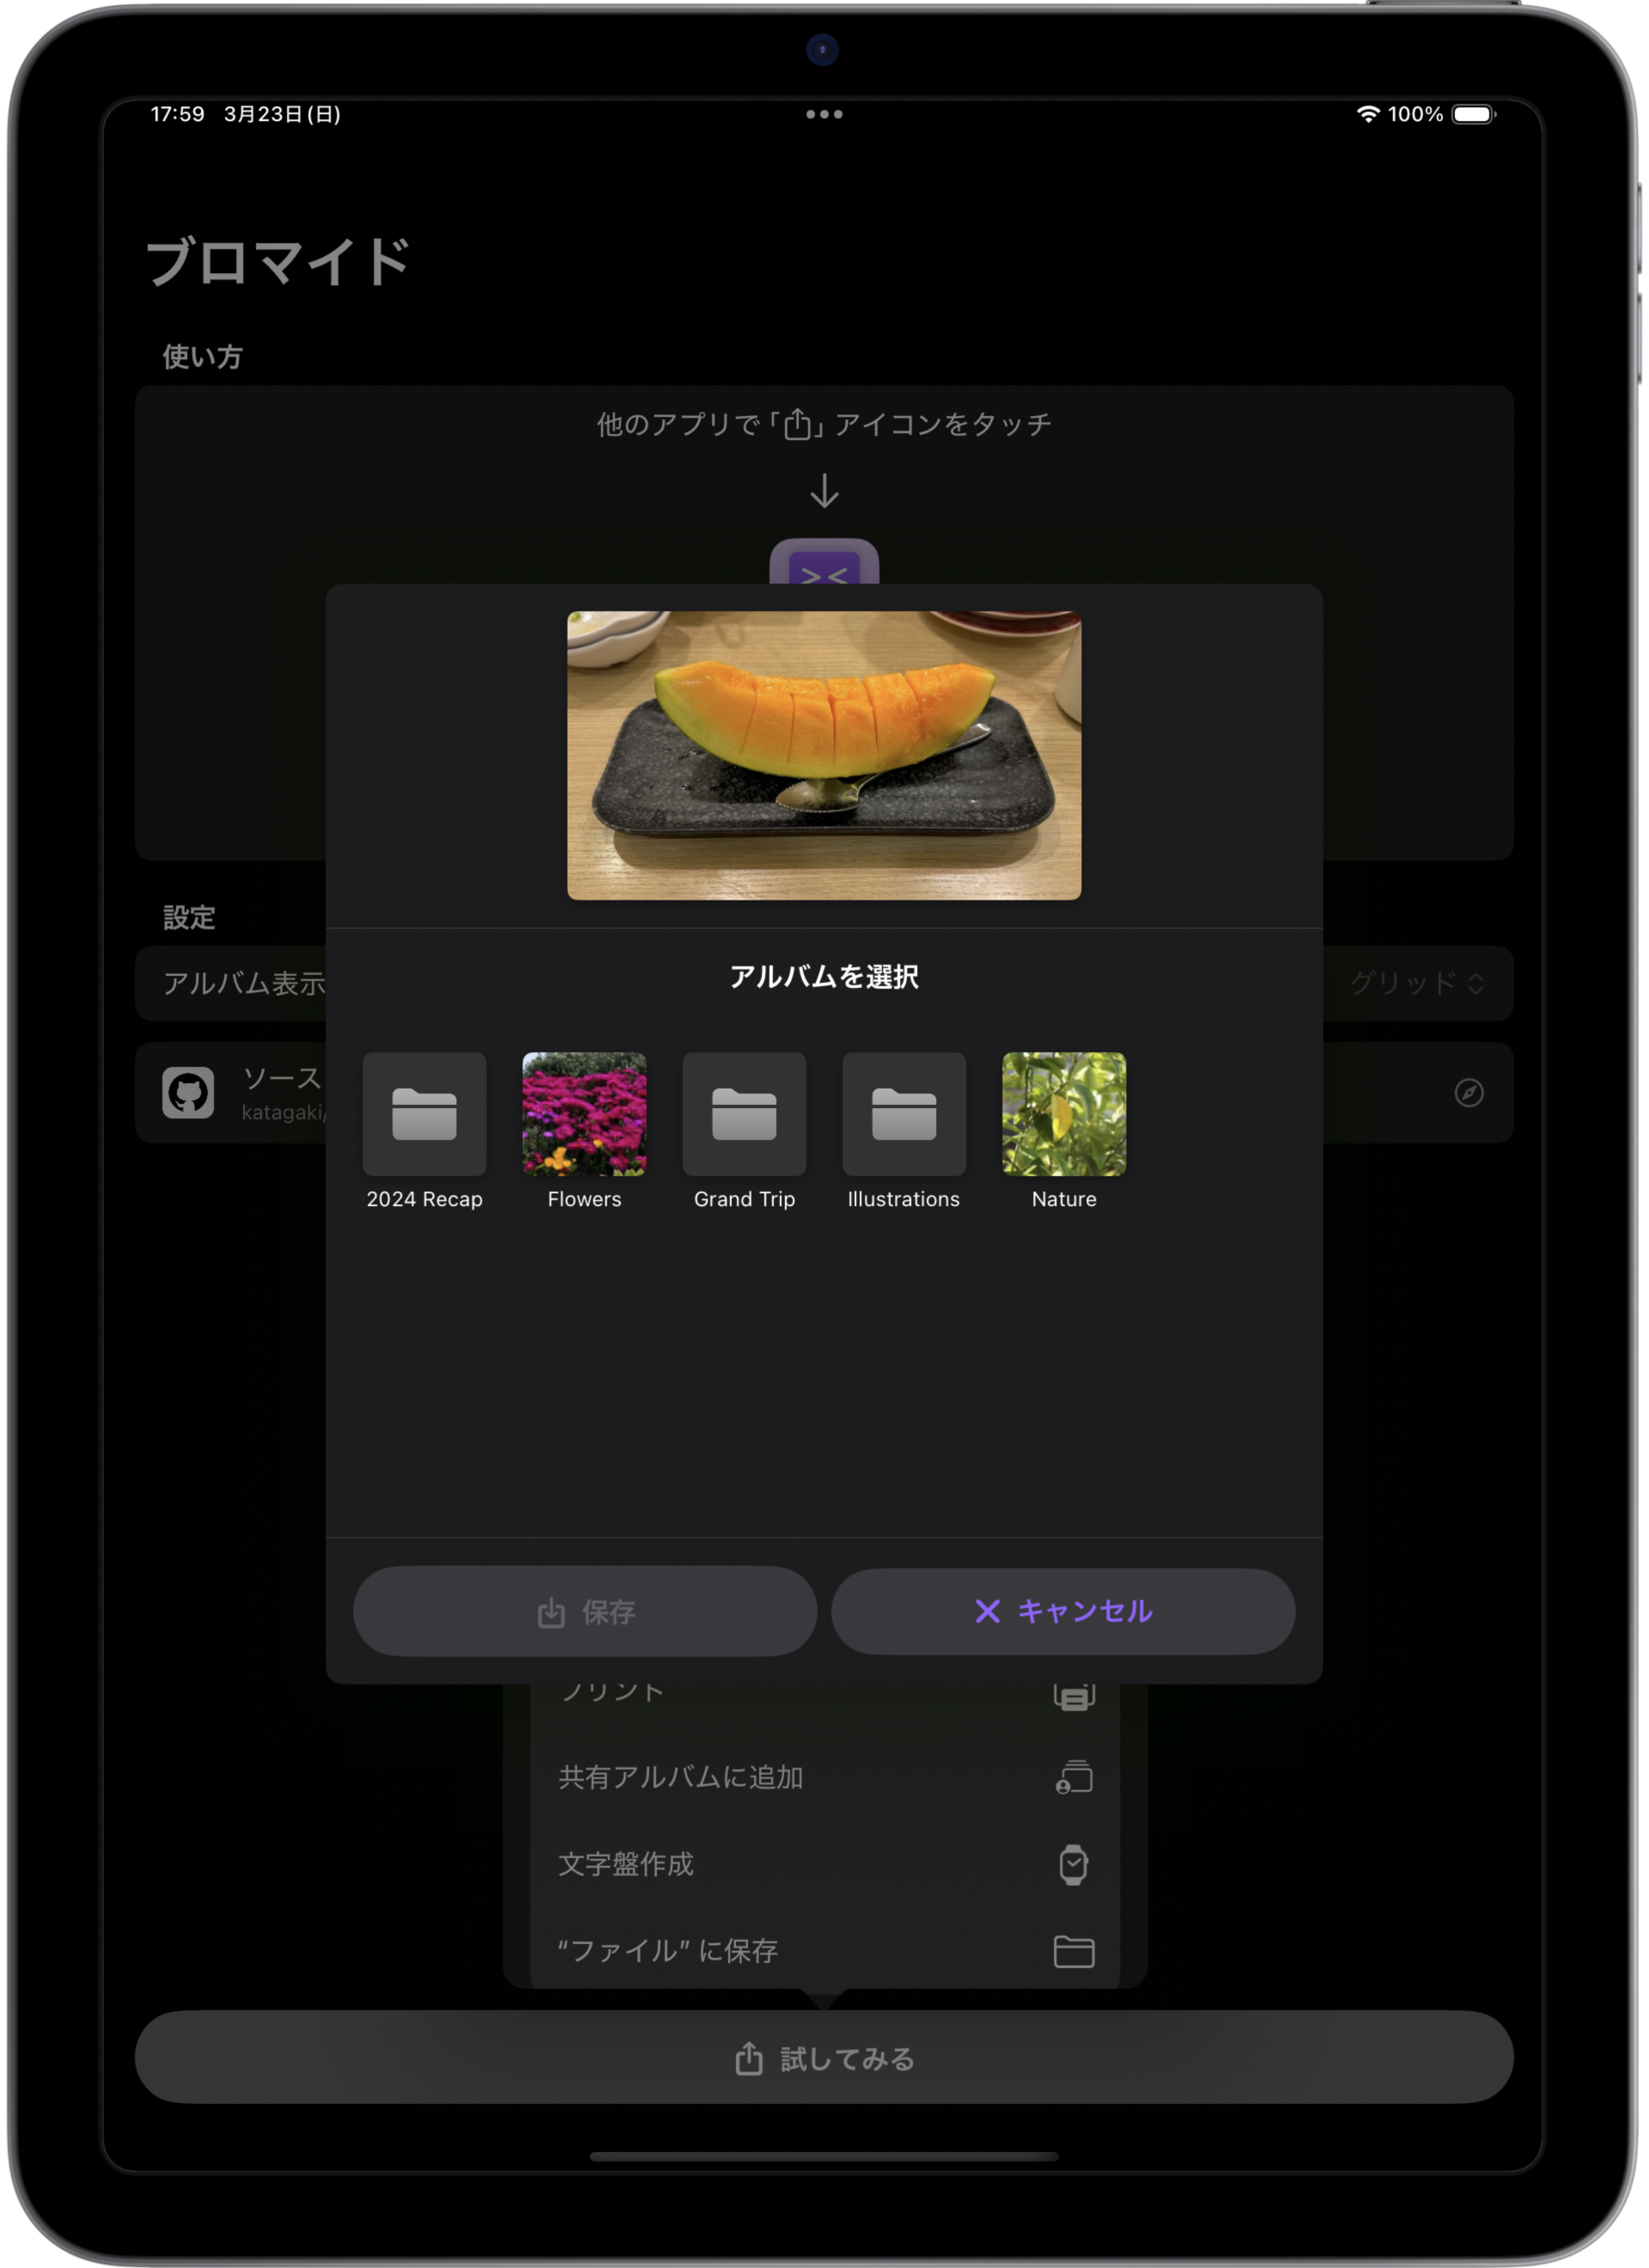 17:59 3月23日(日)
100%
ブロマイド
使い方
他のアプリで「」アイコンをタッチ
設定
アルバム表示
グリッド
ソース
katagaki/
アルバムを選択
2024 Recap
Flowers
Grand Trip
Illustrations
Nature
保存
キャンセル
プリント
共有アルバムに追加
文字盤作成
“ファイル” に保存
試してみる